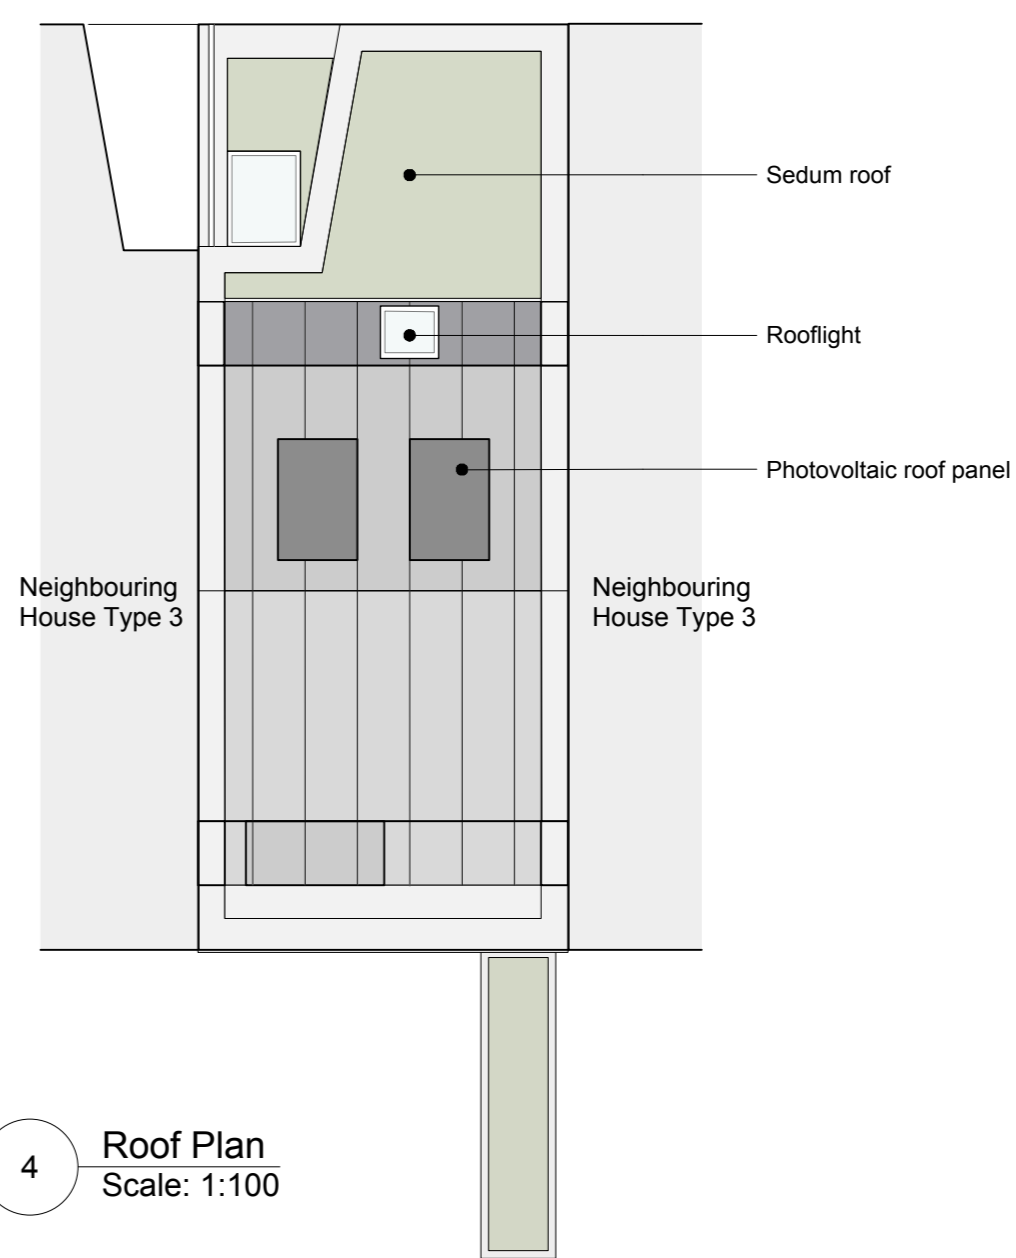 Sedum roof
Rooflight
Photovoltaic roof panel
Neighbouring
House Type 3
Neighbouring
House Type 3
4
Roof Plan
Scale: 1:100